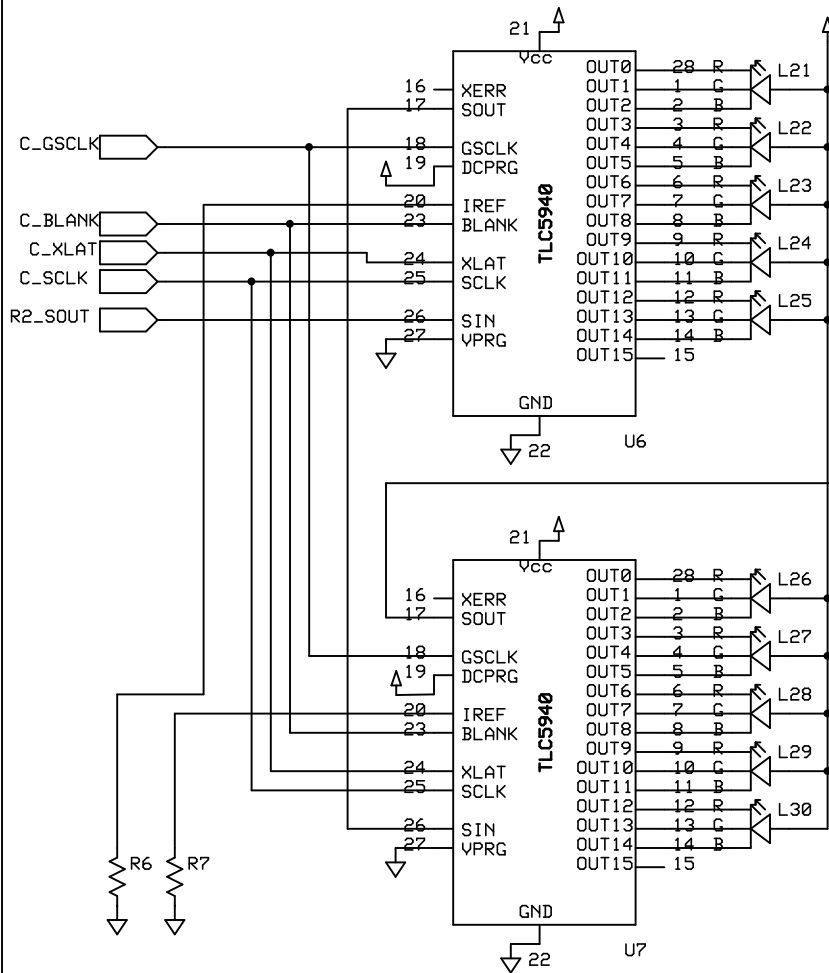 21
Vcc
16 XERR
17 SOUT
C_GSCLK
18 GSCLK
19 DCPRG
20 IREF
C_BLANK
23 BLANK
C_XLAT
24 XLAT
C_SCLK
25 SCLK
R2_SOUT
26 SIN
27 VPRG
TLC5940
OUT0 28 R L21
OUT1 1 G
OUT2 2 B
OUT3 3 R L22
OUT4 4 G
OUT5 5 B
OUT6 6 R L23
OUT7 7 G
OUT8 8 B
OUT9 9 R L24
OUT10 10 G
OUT11 11 B
OUT12 12 R L25
OUT13 13 G
OUT14 14 B
OUT15 15
GND
22
U6
21
Vcc
16 XERR
17 SOUT
18 GSCLK
19 DCPRG
20 IREF
23 BLANK
24 XLAT
25 SCLK
26 SIN
27 VPRG
TLC5940
OUT0 28 R L26
OUT1 1 G
OUT2 2 B
OUT3 3 R L27
OUT4 4 G
OUT5 5 B
OUT6 6 R L28
OUT7 7 G
OUT8 8 B
OUT9 9 R L29
OUT10 10 G
OUT11 11 B
OUT12 12 R L30
OUT13 13 G
OUT14 14 B
OUT15 15
R6
R7
GND
22
U7